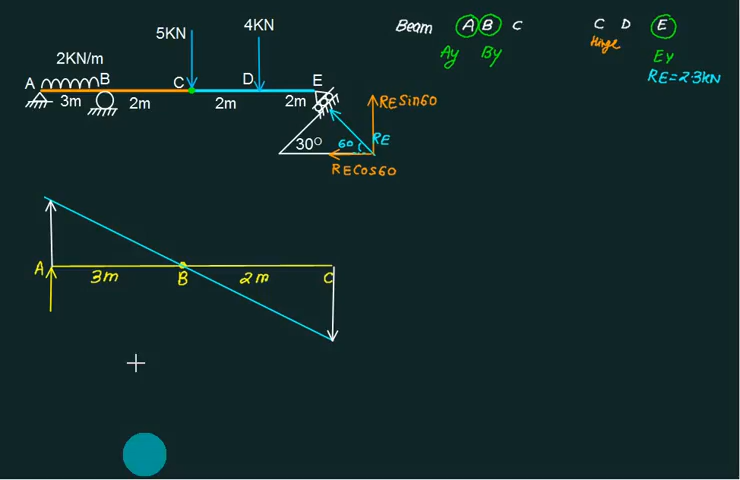 Beam A B C
Ay By
C D E
Hinge
Ey
RE=2.3kN
5KN
4KN
2KN/m
A B C D E
3m 2m 2m 2m
RESin60
30° 60 RE
RECos60
A 3m B 2m C